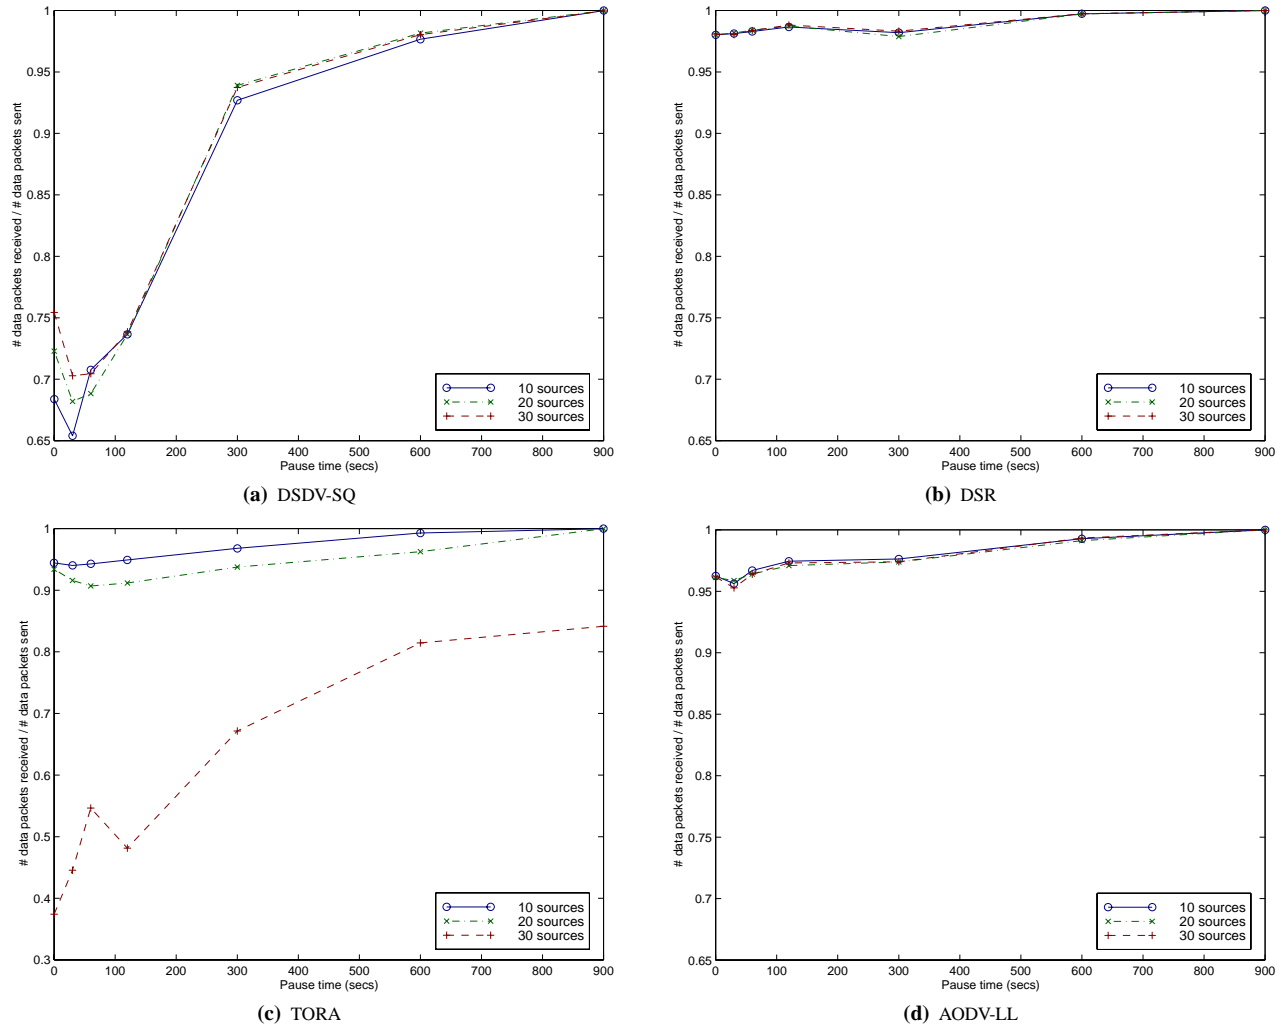 1
0.95
0.9
0.85
0.8
0.75
0.7
0.65
# data packets received / # data packets sent
10 sources
20 sources
30 sources
0 100 200 300 400 500 600 700 800 900
Pause time (secs)
(a) DSDV-SQ
1
0.95
0.9
0.85
0.8
0.75
0.7
0.65
# data packets received / # data packets sent
10 sources
20 sources
30 sources
0 100 200 300 400 500 600 700 800 900
Pause time (secs)
(b) DSR
1
0.9
0.8
0.7
0.6
0.5
0.4
0.3
# data packets received / # data packets sent
10 sources
20 sources
30 sources
0 100 200 300 400 500 600 700 800 900
Pause time (secs)
(c) TORA
1
0.95
0.9
0.85
0.8
0.75
0.7
0.65
# data packets received / # data packets sent
10 sources
20 sources
30 sources
0 100 200 300 400 500 600 700 800 900
Pause time (secs)
(d) AODV-LL